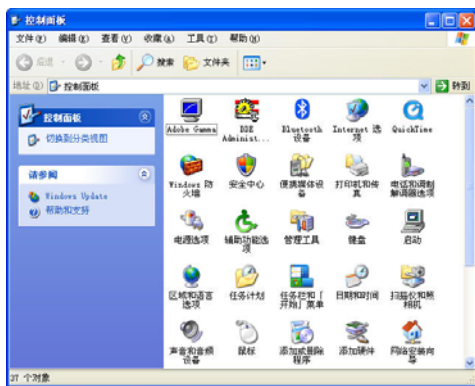 控制面板
文件(F) 编辑(E) 查看(V) 收藏(A) 工具(T) 帮助(H)
后退 搜索 文件夹
地址(D) 控制面板 转到
控制面板
切换到分类视图
请参阅
Windows Update
帮助和支持
Adobe Gamma
BDE Administ...
Bluetooth 设备
Internet 选项
QuickTime
Windows 防火墙
安全中心
便携媒体设备
打印机和传真
电话和调制解调器选项
电源选项
辅助功能选项
管理工具
键盘
启动
区域和语言选项
任务计划
任务栏和「开始」菜单
日期和时间
扫描仪和照相机
声音和音频设备
鼠标
添加或删除程序
添加硬件
网络安装向导
37 个对象